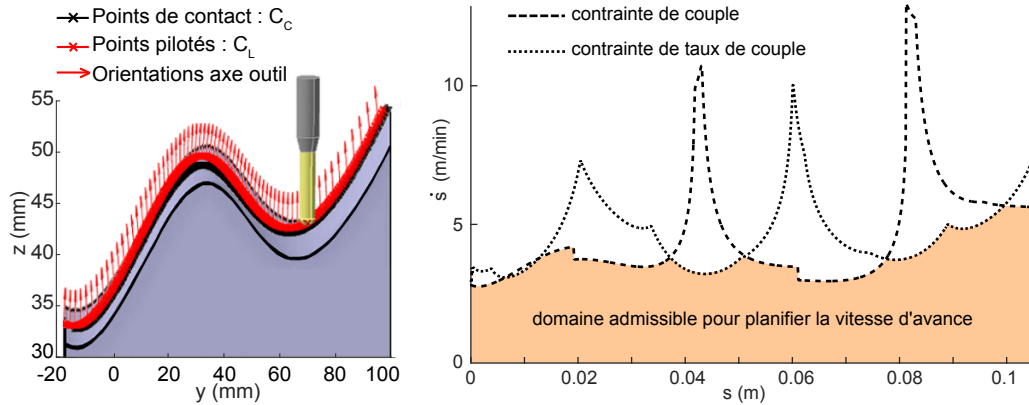 Points de contact : C_C
Points pilotés : C_L
Orientations axe outil
55
50
45
40
35
30
z (mm)
-20 0 20 40 60 80 100
y (mm)
contrainte de couple
contrainte de taux de couple
10
5
0
ṡ (m/min)
domaine admissible pour planifier la vitesse d'avance
0 0.02 0.04 0.06 0.08 0.1
s (m)